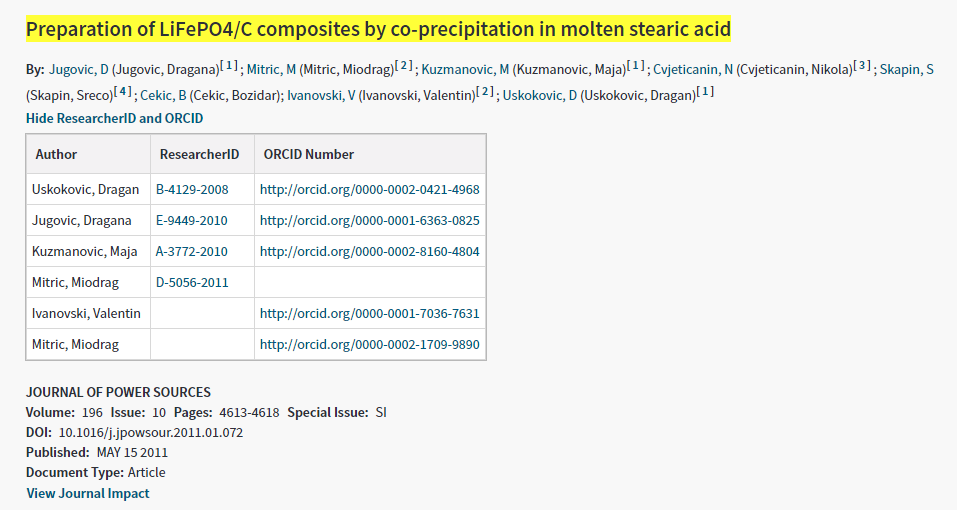 Preparation of LiFePO4/C composites by co-precipitation in molten stearic acid
By: Jugovic, D (Jugovic, Dragana)[ 1 ] ; Mitric, M (Mitric, Miodrag)[ 2 ] ; Kuzmanovic, M (Kuzmanovic, Maja)[ 1 ] ; Cvjeticanin, N (Cvjeticanin, Nikola)[ 3 ] ; Skapin, S
(Skapin, Sreco)[ 4 ] ; Cekic, B (Cekic, Bozidar); Ivanovski, V (Ivanovski, Valentin)[ 2 ] ; Uskokovic, D (Uskokovic, Dragan)[ 1 ]
Hide ResearcherID and ORCID
Author ResearcherID ORCID Number
Uskokovic, Dragan B-4129-2008 http://orcid.org/0000-0002-0421-4968
Jugovic, Dragana E-9449-2010 http://orcid.org/0000-0001-6363-0825
Kuzmanovic, Maja A-3772-2010 http://orcid.org/0000-0002-8160-4804
Mitric, Miodrag D-5056-2011
Ivanovski, Valentin http://orcid.org/0000-0001-7036-7631
Mitric, Miodrag http://orcid.org/0000-0002-1709-9890
JOURNAL OF POWER SOURCES
Volume: 196 Issue: 10 Pages: 4613-4618 Special Issue: SI
DOI: 10.1016/j.jpowsour.2011.01.072
Published: MAY 15 2011
Document Type: Article
View Journal Impact